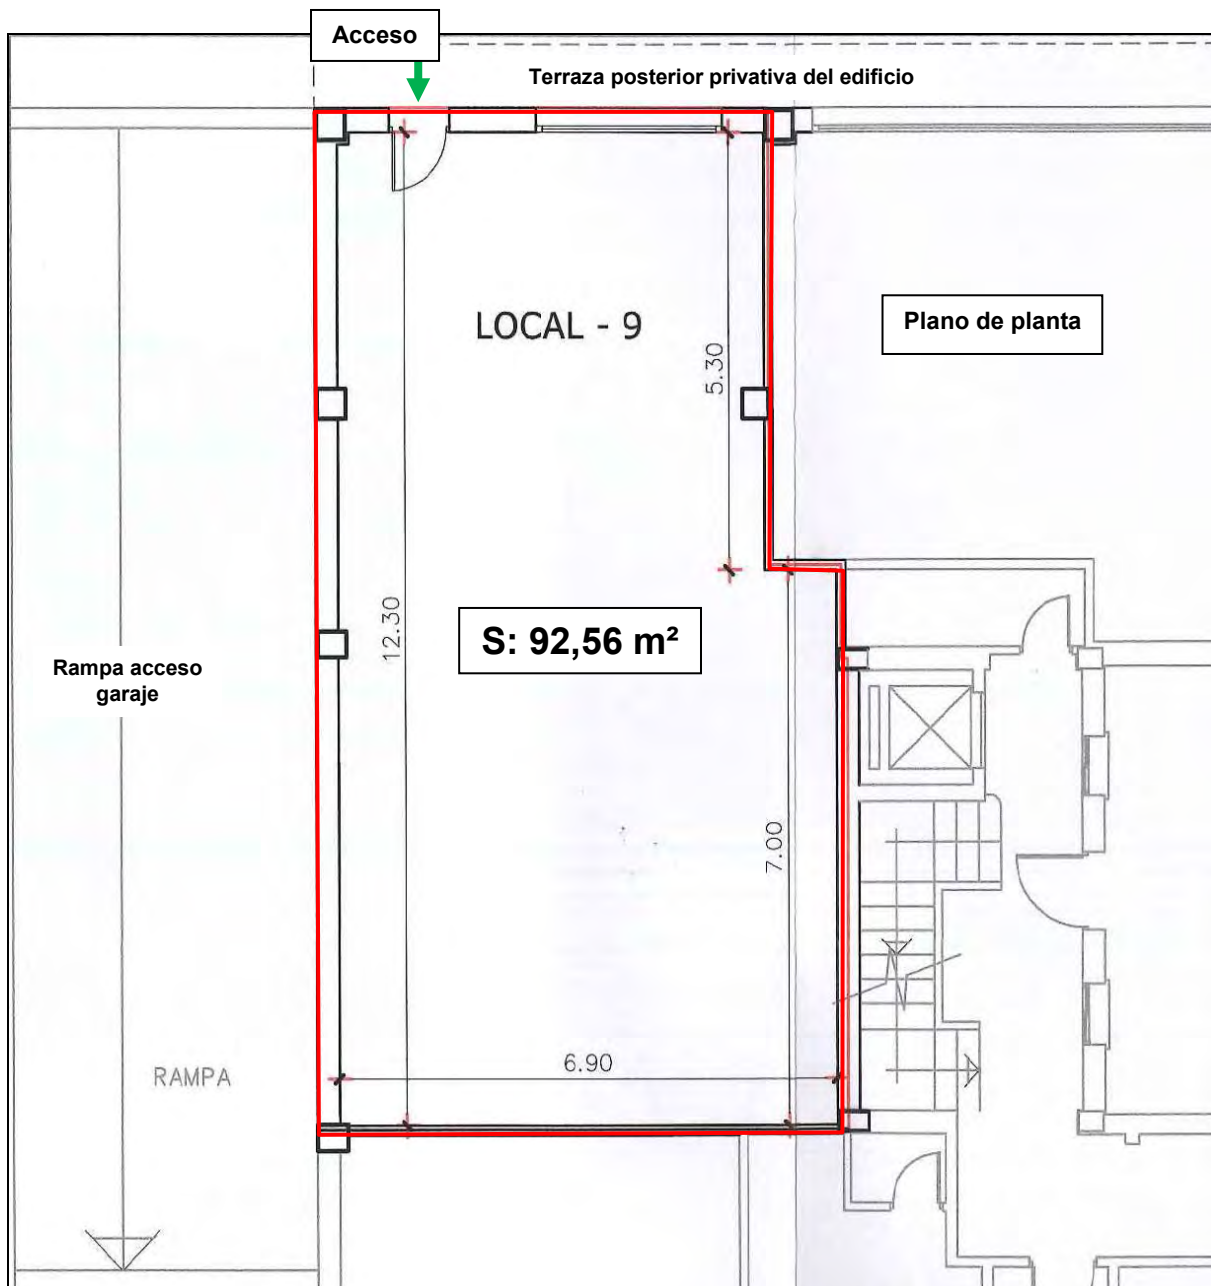 Acceso
Terraza posterior privativa del edificio
LOCAL - 9
Plano de planta
5.30
12.30
S: 92,56 m²
Rampa acceso
garaje
7.00
6.90
RAMPA